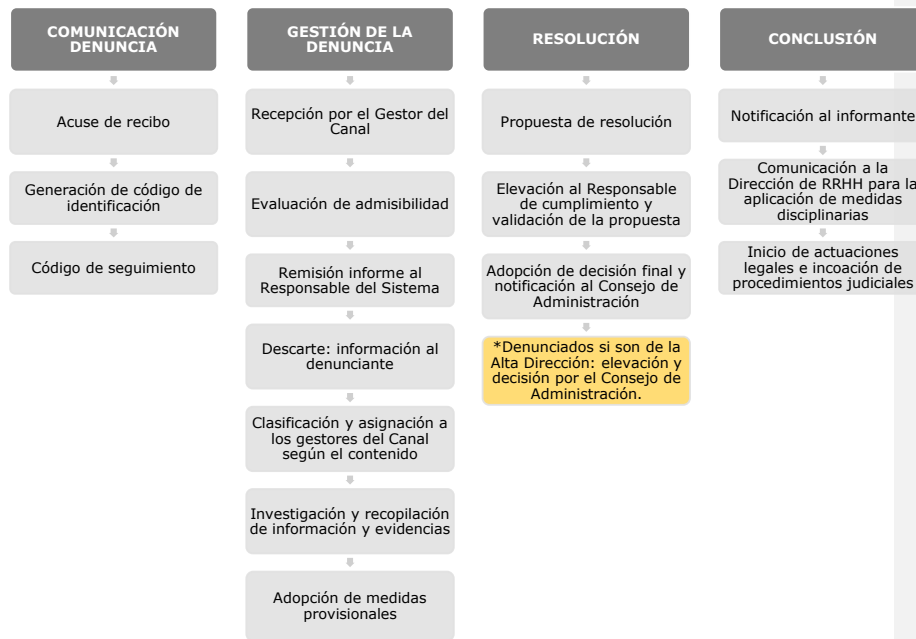 COMUNICACIÓN
DENUNCIA
Acuse de recibo
Generación de código de
identificación
Código de seguimiento
GESTIÓN DE LA
DENUNCIA
Recepción por el Gestor del
Canal
Evaluación de admisibilidad
Remisión informe al
Responsable del Sistema
Descarte: información al
denunciante
Clasificación y asignación a
los gestores del Canal
según el contenido
Investigación y recopilación
de información y evidencias
Adopción de medidas
provisionales
RESOLUCIÓN
Propuesta de resolución
Elevación al Responsable
de cumplimiento y
validación de la propuesta
Adopción de decisión final y
notificación al Consejo de
Administración
*Denunciados si son de la
Alta Dirección: elevación y
decisión por el Consejo de
Administración.
CONCLUSIÓN
Notificación al informante
Comunicación a la
Dirección de RRHH para la
aplicación de medidas
disciplinarias
Inicio de actuaciones
legales e incoación de
procedimientos judiciales